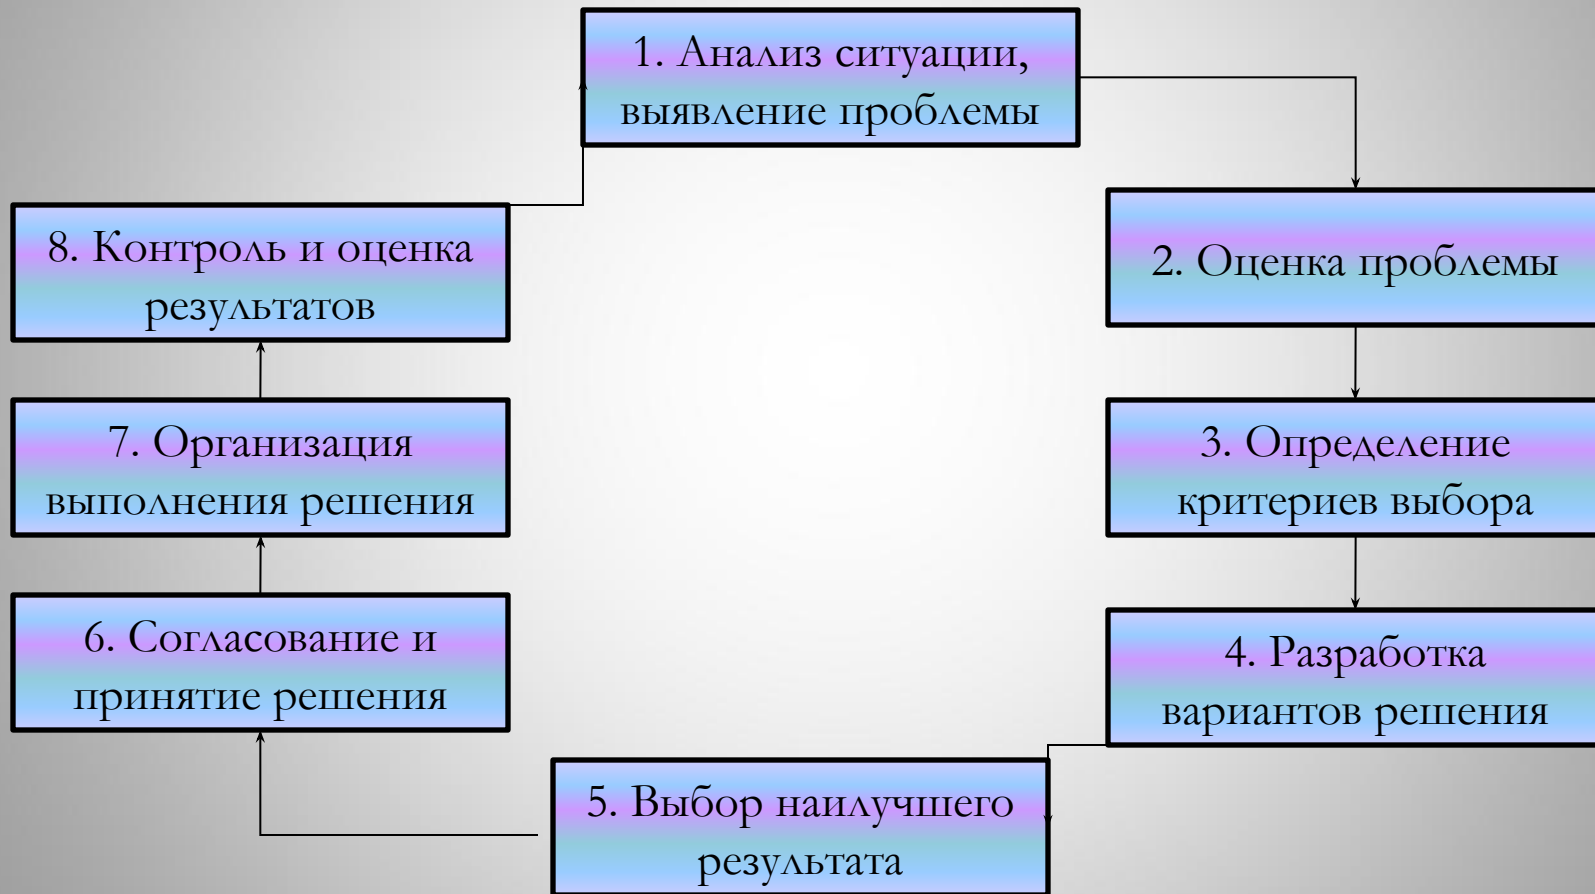 1. Анализ ситуации,
выявление проблемы
2. Оценка проблемы
3. Определение
критериев выбора
4. Разработка
вариантов решения
5. Выбор наилучшего
результата
6. Согласование и
принятие решения
7. Организация
выполнения решения
8. Контроль и оценка
результатов